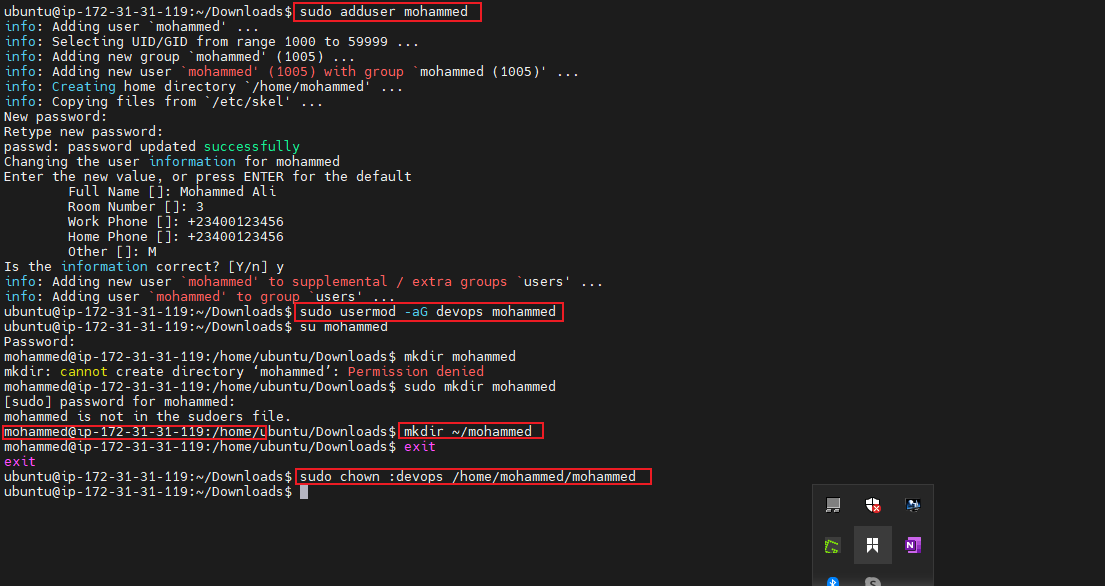 ubuntu@ip-172-31-31-119:~/Downloads$ sudo adduser mohammed
info: Adding user `mohammed' ...
info: Selecting UID/GID from range 1000 to 59999 ...
info: Adding new group `mohammed' (1005) ...
info: Adding new user `mohammed' (1005) with group `mohammed (1005)' ...
info: Creating home directory `/home/mohammed' ...
info: Copying files from `/etc/skel' ...
New password:
Retype new password:
passwd: password updated successfully
Changing the user information for mohammed
Enter the new value, or press ENTER for the default
Full Name []: Mohammed Ali
Room Number []: 3
Work Phone []: +23400123456
Home Phone []: +23400123456
Other []: M
Is the information correct? [Y/n] y
info: Adding new user `mohammed' to supplemental / extra groups `users' ...
info: Adding user `mohammed' to group `users' ...
ubuntu@ip-172-31-31-119:~/Downloads$ sudo usermod -aG devops mohammed
ubuntu@ip-172-31-31-119:~/Downloads$ su mohammed
Password:
mohammed@ip-172-31-31-119:/home/ubuntu/Downloads$ mkdir mohammed
mkdir: cannot create directory ‘mohammed’: Permission denied
mohammed@ip-172-31-31-119:/home/ubuntu/Downloads$ sudo mkdir mohammed
[sudo] password for mohammed:
mohammed is not in the sudoers file.
mohammed@ip-172-31-31-119:/home/ubuntu/Downloads$ mkdir ~/mohammed
mohammed@ip-172-31-31-119:/home/ubuntu/Downloads$ exit
exit
ubuntu@ip-172-31-31-119:~/Downloads$ sudo chown :devops /home/mohammed/mohammed
ubuntu@ip-172-31-31-119:~/Downloads$
N